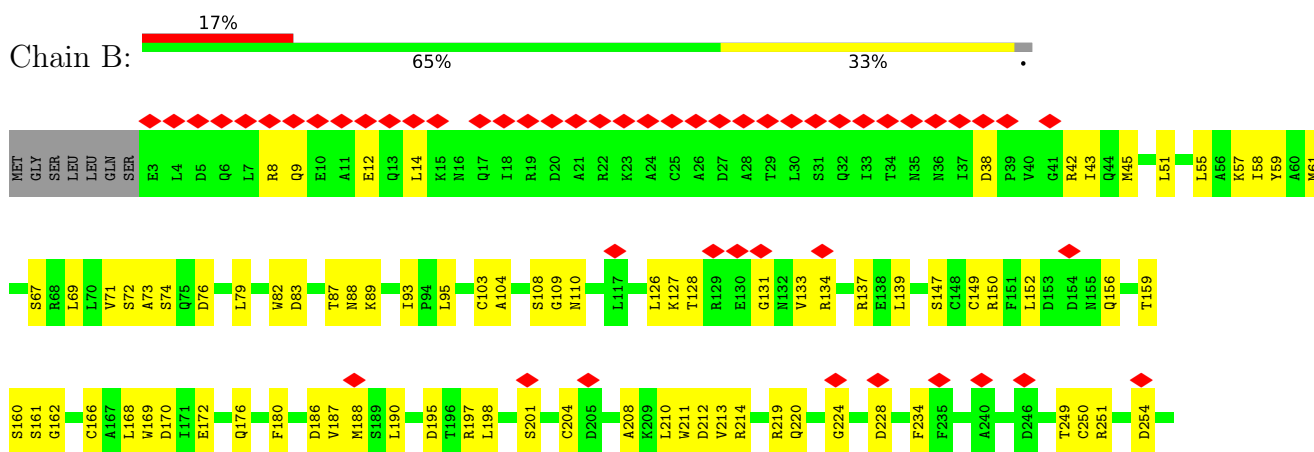 17%
Chain B:
65% 33% •
MET GLY SER LEU LEU GLN SER E3 L4 D5 Q6 L7 R8 Q9 E10 A11 E12 Q13 L14 K15 N16 Q17 I18 R19 D20 A21 R22 K23 A24 C25 A26 D27 A28 T29 L30 S31 Q32 I33 T34 N35 N36 I37 D38 P39 V40 G41 R42 I43 Q44 M45 L51 L55 A56 K57 I58 Y59 A60 M61
S67 R68 L69 L70 V71 S72 A73 S74 Q75 D76 L79 W82 D83 T87 N88 K89 I93 P94 L95 C103 A104 S108 G109 N110 L117 L126 K127 T128 R129 E130 G131 N132 V133 R134 R137 E138 L139 S147 C148 C149 R150 F151 L152 D153 D154 N155 Q156 T159
S160 S161 G162 C166 A167 L168 W169 D170 I171 E172 Q176 F180 D186 V187 M188 S189 L190 D195 T196 R197 L198 S201 C204 D205 A208 K209 L210 W211 D212 V213 R214 R219 Q220 G224 D228 F234 F235 A240 D246 T249 C250 R251 D254